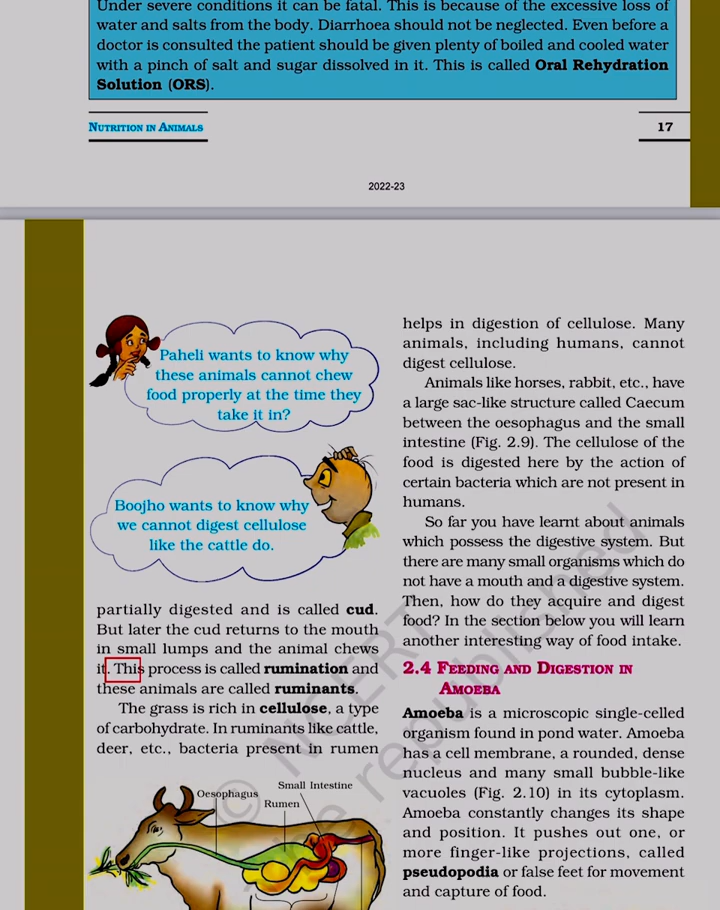 Under severe conditions it can be fatal. This is because of the excessive loss of
water and salts from the body. Diarrhoea should not be neglected. Even before a
doctor is consulted the patient should be given plenty of boiled and cooled water
with a pinch of salt and sugar dissolved in it. This is called Oral Rehydration
Solution (ORS).
NUTRITION IN ANIMALS
17
2022-23
Paheli wants to know why
these animals cannot chew
food properly at the time they
take it in?
Boojho wants to know why
we cannot digest cellulose
like the cattle do.
partially digested and is called cud.
But later the cud returns to the mouth
in small lumps and the animal chews
it. This process is called rumination and
these animals are called ruminants.
The grass is rich in cellulose, a type
of carbohydrate. In ruminants like cattle,
deer, etc., bacteria present in rumen
Oesophagus
Small Intestine
Rumen
helps in digestion of cellulose. Many
animals, including humans, cannot
digest cellulose.
Animals like horses, rabbit, etc., have
a large sac-like structure called Caecum
between the oesophagus and the small
intestine (Fig. 2.9). The cellulose of the
food is digested here by the action of
certain bacteria which are not present in
humans.
So far you have learnt about animals
which possess the digestive system. But
there are many small organisms which do
not have a mouth and a digestive system.
Then, how do they acquire and digest
food? In the section below you will learn
another interesting way of food intake.
2.4 FEEDING AND DIGESTION IN
AMOEBA
Amoeba is a microscopic single-celled
organism found in pond water. Amoeba
has a cell membrane, a rounded, dense
nucleus and many small bubble-like
vacuoles (Fig. 2.10) in its cytoplasm.
Amoeba constantly changes its shape
and position. It pushes out one, or
more finger-like projections, called
pseudopodia or false feet for movement
and capture of food.
© NCERT
be republished